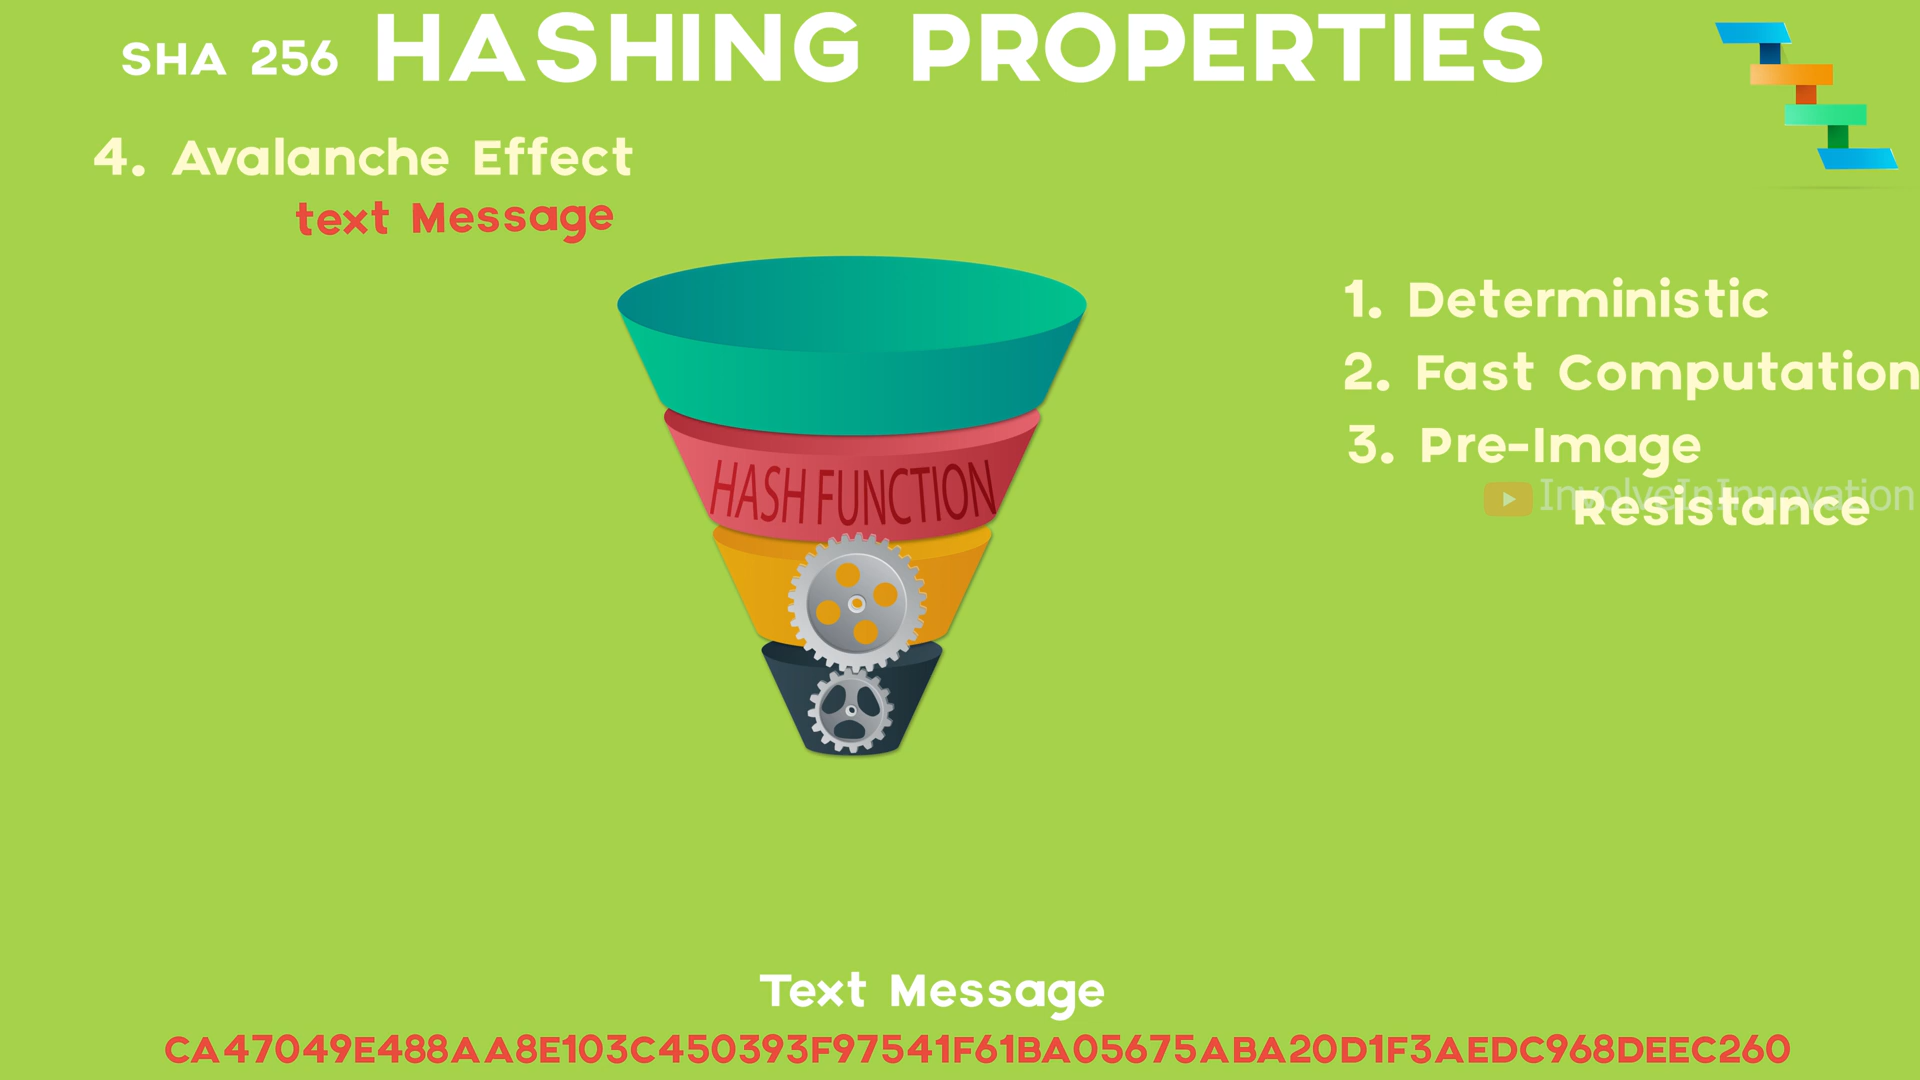 SHA 256 HASHING PROPERTIES
4. Avalanche Effect
text Message
1. Deterministic
2. Fast Computation
3. Pre-Image
Resistance
InvolveInInnovation
HASH FUNCTION
Text Message
CA47049E488AA8E103C450393F97541F61BA05675ABA20D1F3AEDC968DEEC260